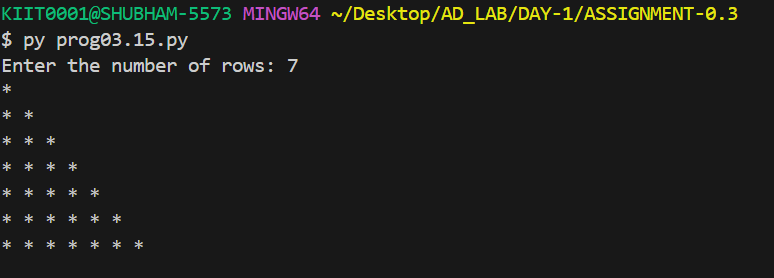 KIIT0001@SHUBHAM-5573 MINGW64 ~/Desktop/AD_LAB/DAY-1/ASSIGNMENT-0.3
$ py prog03.15.py
Enter the number of rows: 7
*
* *
* * *
* * * *
* * * * *
* * * * * *
* * * * * * *